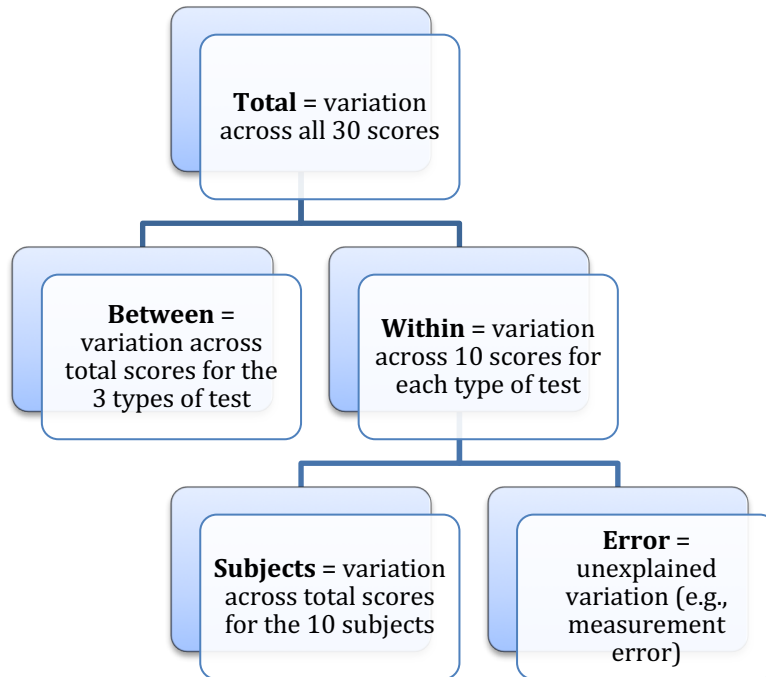 Total = variation
across all 30 scores
Between =
variation across
total scores for the
3 types of test
Within = variation
across 10 scores for
each type of test
Subjects = variation
across total scores
for the 10 subjects
Error =
unexplained
variation (e.g.,
measurement
error)